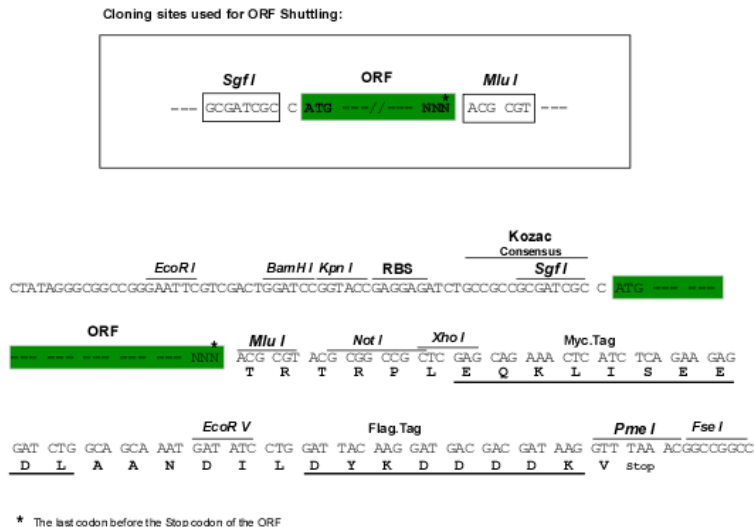 Cloning sites used for ORF Shuttling:
Sgf I ORF Mlu I
*
--- GCGATCGC C ATG ---//--- NNN ACG CGT ---
Kozac
Consensus
EcoR I BamH I Kpn I RBS Sgf I
CTATAGGGCGGCCGGGAATTCGTCGACTGGATCCGGTACCGAGGAGATCTGCCGCCGCGATCGC C ATG --- ---
ORF
* Mlu I Not I Xho I Myc.Tag
--- --- --- --- --- --- NNN ACG CGT ACG CGG CCG CTC GAG CAG AAA CTC ATC TCA GAA GAG
T R T R P L E Q K L I S E E
EcoR V Flag.Tag Pme I Fse I
GAT CTG GCA GCA AAT GAT ATC CTG GAT TAC AAG GAT GAC GAC GAT AAG GTT TAA ACGGCCGGCC
D L A A N D I L D Y K D D D D K V Stop
* The last codon before the Stop codon of the ORF